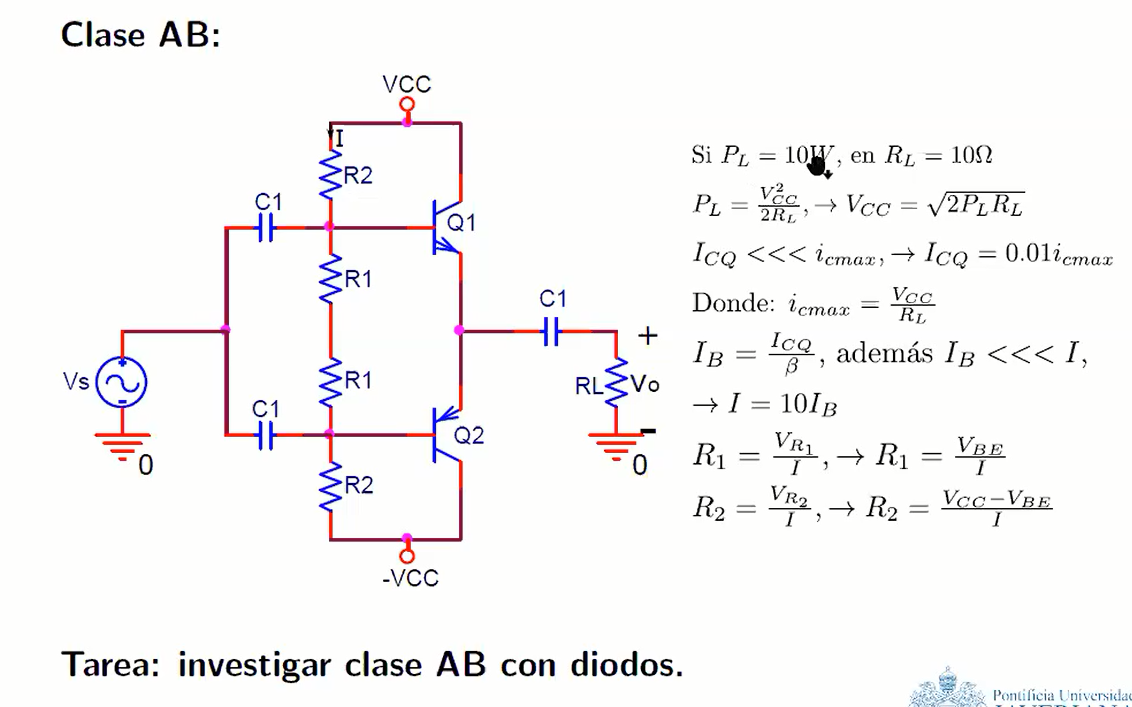 Clase AB:
VCC
I
R2
C1
Q1
R1
C1
Vs
R1
RL
+
Vo
-
C1
Q2
0
0
R2
-VCC
Si P_L = 10W, en R_L = 10Ω
P_L = V_CC^2/2R_L, → V_CC = √(2P_L R_L)
I_CQ <<< i_cmax, → I_CQ = 0.01i_cmax
Donde: i_cmax = V_CC/R_L
I_B = I_CQ/β, además I_B <<< I,
→ I = 10I_B
R_1 = V_R1/I, → R_1 = V_BE/I
R_2 = V_R2/I, → R_2 = V_CC−V_BE/I
Tarea: investigar clase AB con diodos.
Pontificia Universidad